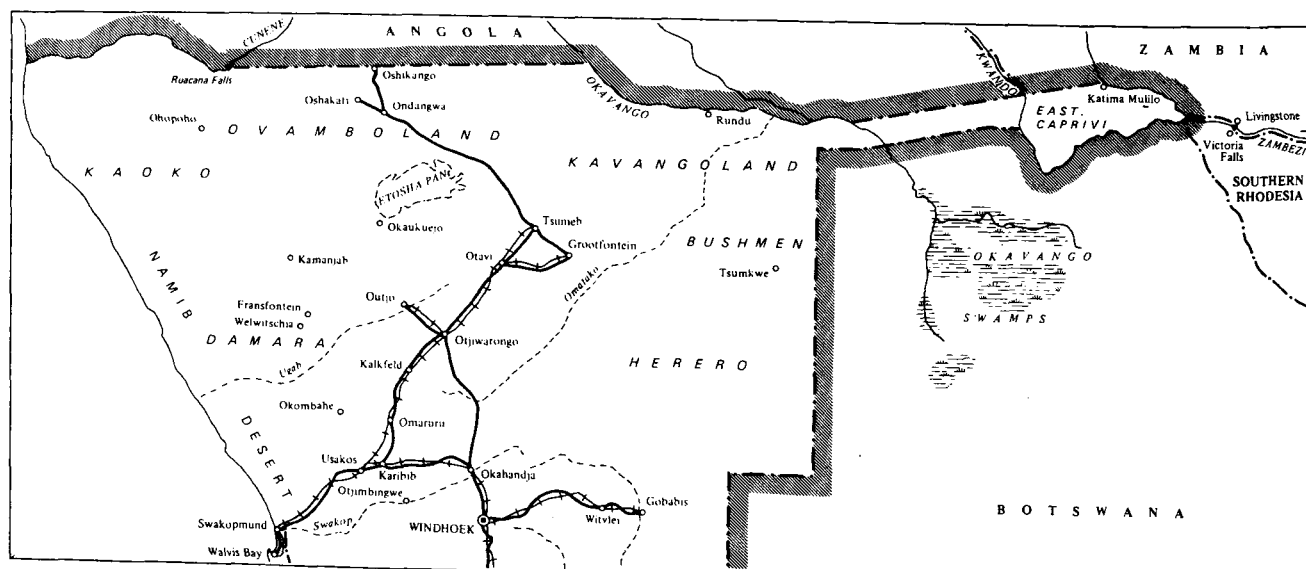 ANGOLA
ZAMBIA
CUNENE
Ruacana Falls
Oshikango
Oshakati
Ondangwa
OKAVANGO
Rundu
KWANDO
Katima Mulilo
EAST.
CAPRIVI
Livingstone
Victoria
Falls
ZAMBEZI
SOUTHERN
RHODESIA
Ohopoho
OVAMBOLAND
KAOKO
KAVANGOLAND
ETOSHA PAN
Okaukuejo
Tsumeb
Grootfontein
Otavi
BUSHMEN
Tsumkwe
OKAVANGO
SWAMPS
NAMIB
DESERT
Kamanjab
Outjo
Omatako
Fransfontein
Welwitschia
DAMARA
Ugab
Otjiwarongo
Kalkfeld
HERERO
Okombahe
Omaruru
Usakos
Karibib
Okahandja
Otjimbingwe
Gobabis
Witvlei
Swakopmund
Swakop
WINDHOEK
Walvis Bay
BOTSWANA